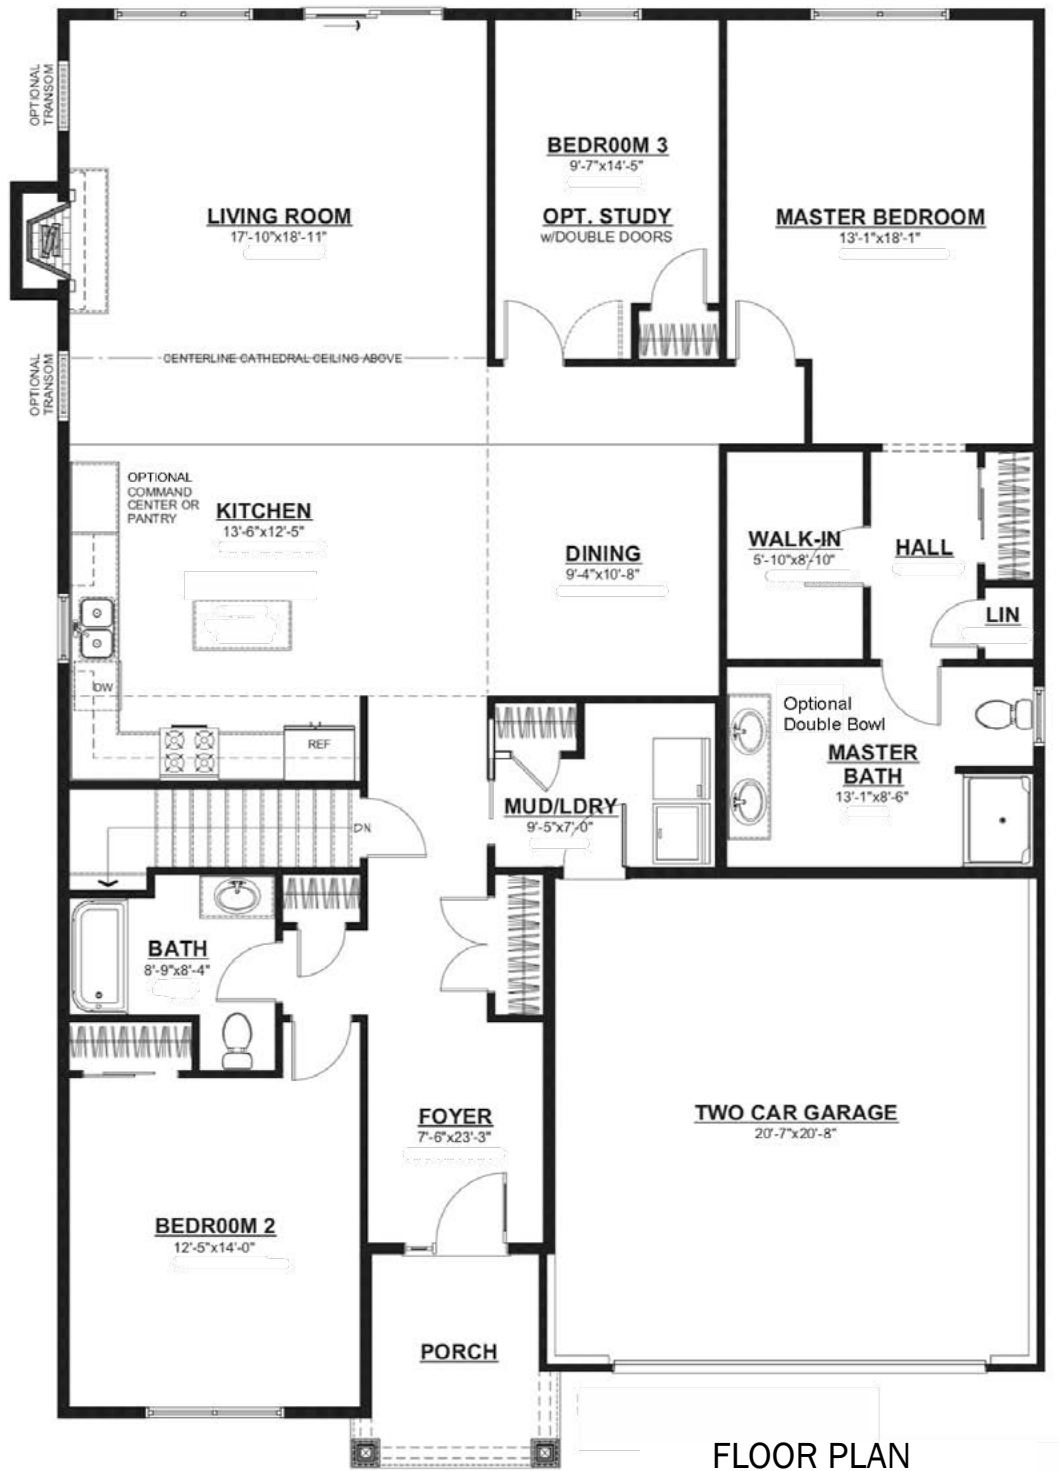 OPTIONAL
TRANSOM
BEDR00M 3
9'-7"x14'-5"
LIVING ROOM
17'-10"x18'-11"
OPT. STUDY
w/DOUBLE DOORS
MASTER BEDROOM
13'-1"x18'-1"
OPTIONAL
TRANSOM
CENTERLINE CATHEDRAL CEILING ABOVE
OPTIONAL
COMMAND
CENTER OR
PANTRY
KITCHEN
13'-6"x12'-5"
DINING
9'-4"x10'-8"
WALK-IN
5'-10"x8'-10"
HALL
LIN
DW
REF
Optional
Double Bowl
MASTER
BATH
13'-1"x8'-6"
MUD/LDRY
9'-5"x7'-0"
DN
BATH
8'-9"x8'-4"
FOYER
7'-6"x23'-3"
TWO CAR GARAGE
20'-7"x20'-8"
BEDR00M 2
12'-5"x14'-0"
PORCH
FLOOR PLAN